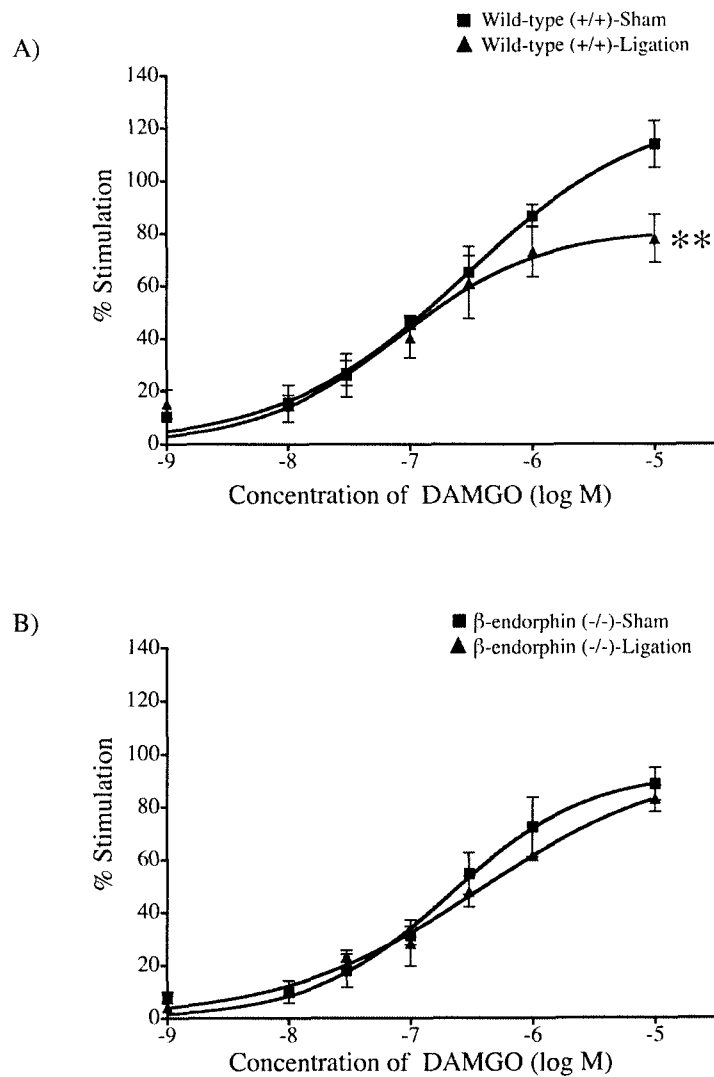 ■ Wild-type (+/+)-Sham
▲ Wild-type (+/+)-Ligation
A)
140
120
100
80
60
40
20
0
% Stimulation
**
-9 -8 -7 -6 -5
Concentration of DAMGO (log M)
B)
■ β-endorphin (-/-)-Sham
▲ β-endorphin (-/-)-Ligation
140
120
100
80
60
40
20
0
% Stimulation
-9 -8 -7 -6 -5
Concentration of DAMGO (log M)